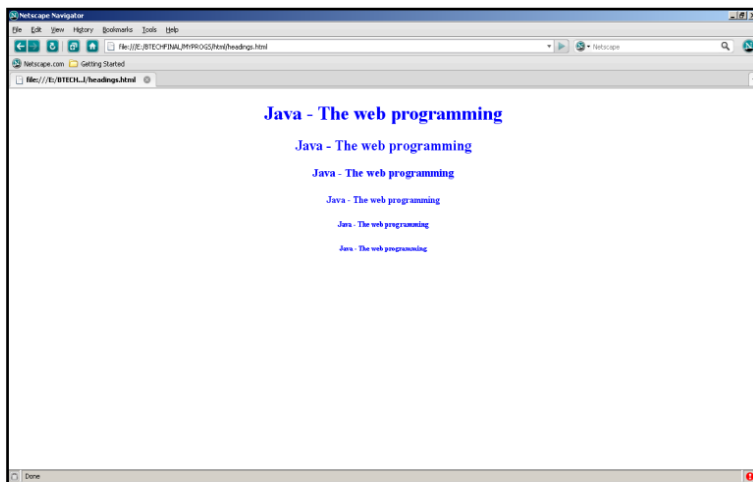 Netscape Navigator
File Edit View History Bookmarks Tools Help
file:///E:/BTECHFINAL/MYPROGS/html/headings.html Netscape
Netscape.com Getting Started
file:///E:/BTECH...l/headings.html
Java - The web programming
Java - The web programming
Java - The web programming
Java - The web programming
Java - The web programming
Java - The web programming
Done